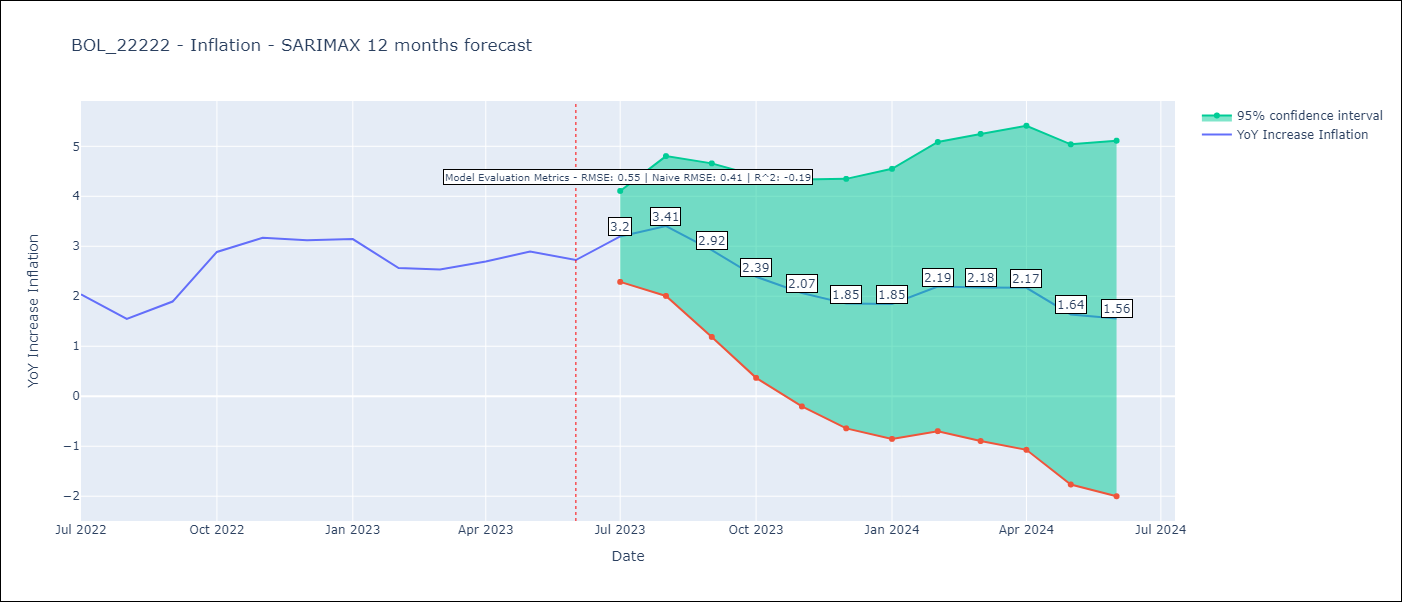 BOL_22222 - Inflation - SARIMAX 12 months forecast
95% confidence interval
YoY Increase Inflation
Model Evaluation Metrics - RMSE: 0.55 | Naive RMSE: 0.41 | R^2: -0.19
3.2
3.41
2.92
2.39
2.07
1.85
1.85
2.19
2.18
2.17
1.64
1.56
5
4
3
2
1
0
−1
−2
YoY Increase Inflation
Jul 2022
Oct 2022
Jan 2023
Apr 2023
Jul 2023
Oct 2023
Jan 2024
Apr 2024
Jul 2024
Date